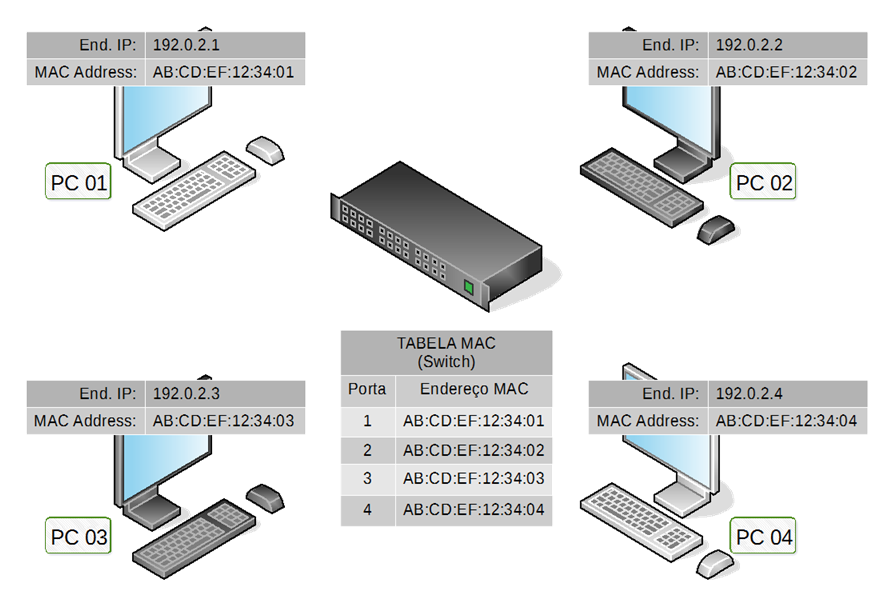 End. IP: 192.0.2.1
MAC Address: AB:CD:EF:12:34:01
PC 01
End. IP: 192.0.2.2
MAC Address: AB:CD:EF:12:34:02
PC 02
TABELA MAC
(Switch)
Porta Endereço MAC
1 AB:CD:EF:12:34:01
2 AB:CD:EF:12:34:02
3 AB:CD:EF:12:34:03
4 AB:CD:EF:12:34:04
End. IP: 192.0.2.3
MAC Address: AB:CD:EF:12:34:03
PC 03
End. IP: 192.0.2.4
MAC Address: AB:CD:EF:12:34:04
PC 04